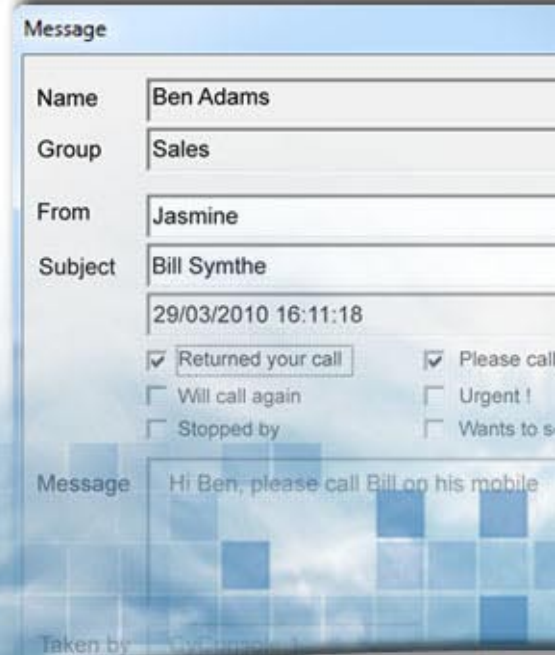 Message
Name Ben Adams
Group Sales
From Jasmine
Subject Bill Symthe
29/03/2010 16:11:18
Returned your call Please call
Will call again Urgent !
Stopped by Wants to
Message Hi Ben, please call Bill on his mobile
Taken by